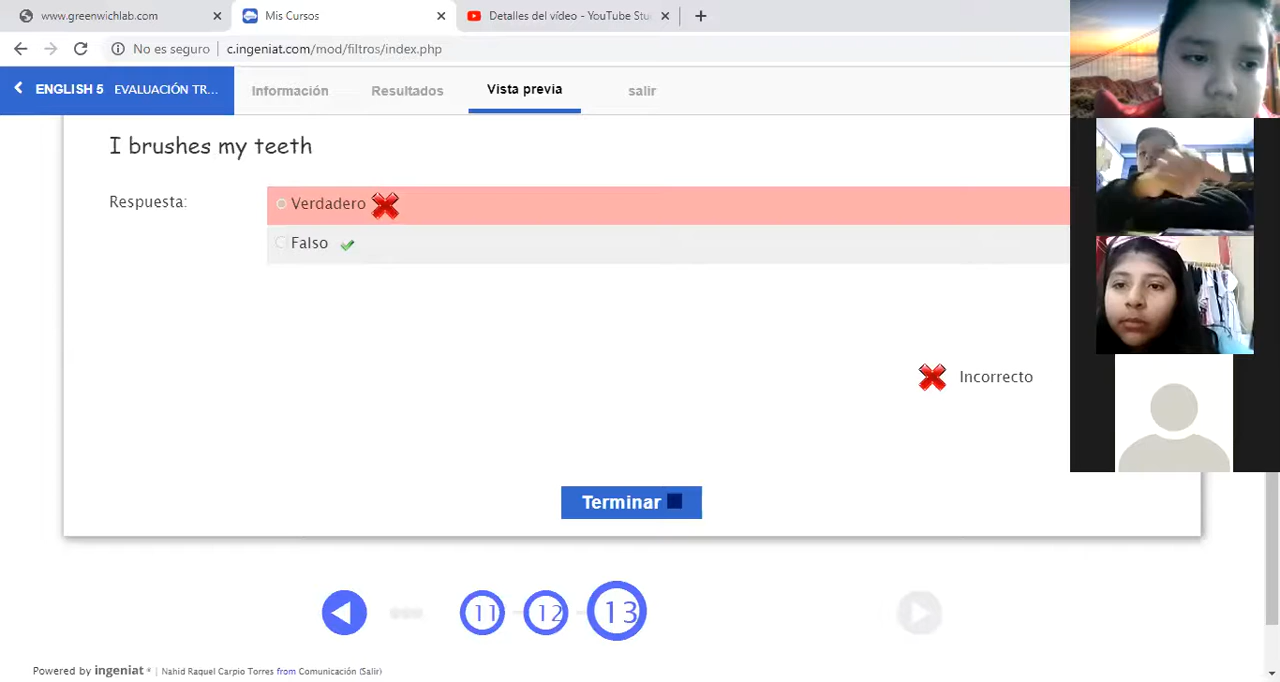 www.greenwichlab.com
Mis Cursos
Detalles del vídeo - YouTube Stu
No es seguro
c.ingeniat.com/mod/filtros/index.php
ENGLISH 5 EVALUACIÓN TR...
Información
Resultados
Vista previa
salir
I brushes my teeth
Respuesta:
Verdadero
Falso
Incorrecto
Terminar
11
12
13
Powered by ingeniat ® | Nahid Raquel Carpio Torres from Comunicación (Salir)